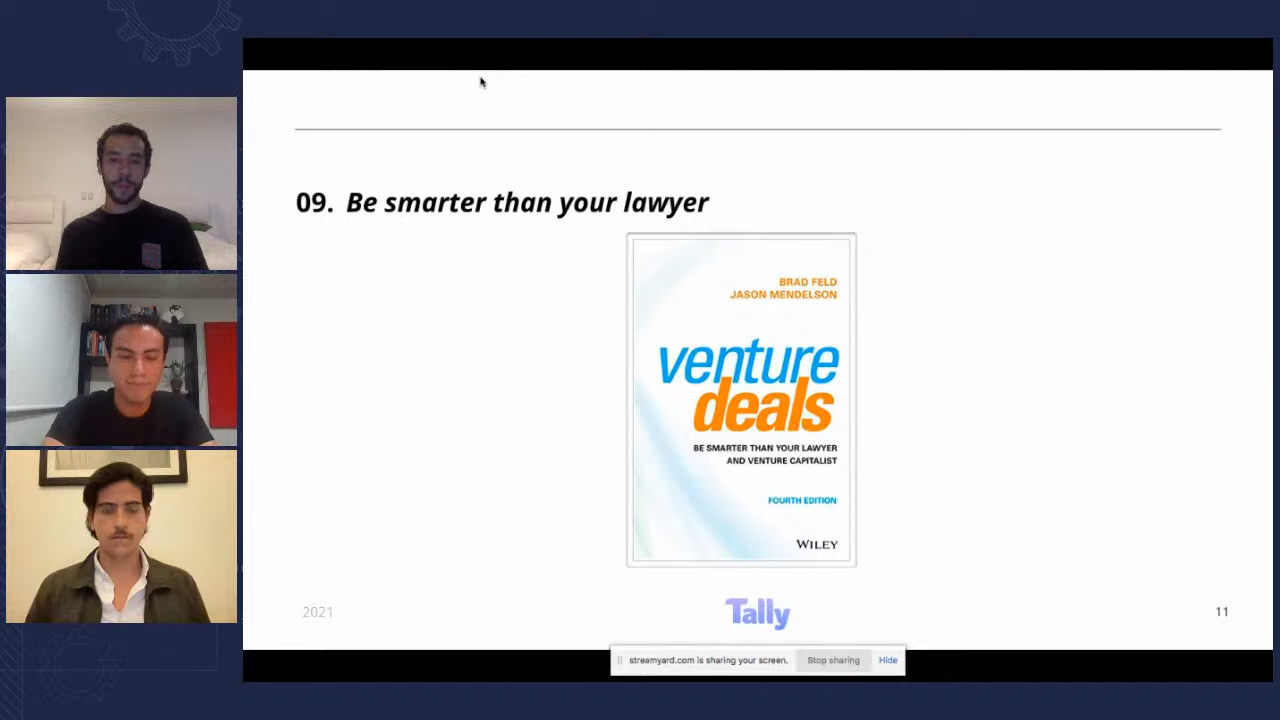 09. Be smarter than your lawyer
BRAD FELD
JASON MENDELSON
venture
deals
BE SMARTER THAN YOUR LAWYER
AND VENTURE CAPITALIST
FOURTH EDITION
WILEY
2021
Tally
11
streamyard.com is sharing your screen.
Stop sharing
Hide